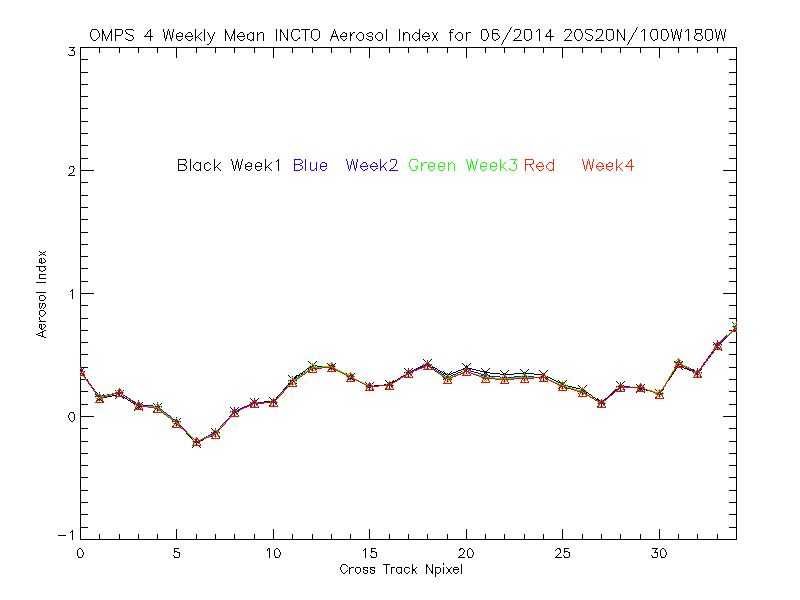 OMPS 4 Weekly Mean INCTO Aerosol Index for 06/2014 20S20N/100W180W
3
Black Week1 Blue Week2 Green Week3 Red Week4
2
Aerosol Index
1
0
-1
0 5 10 15 20 25 30
Cross Track Npixel